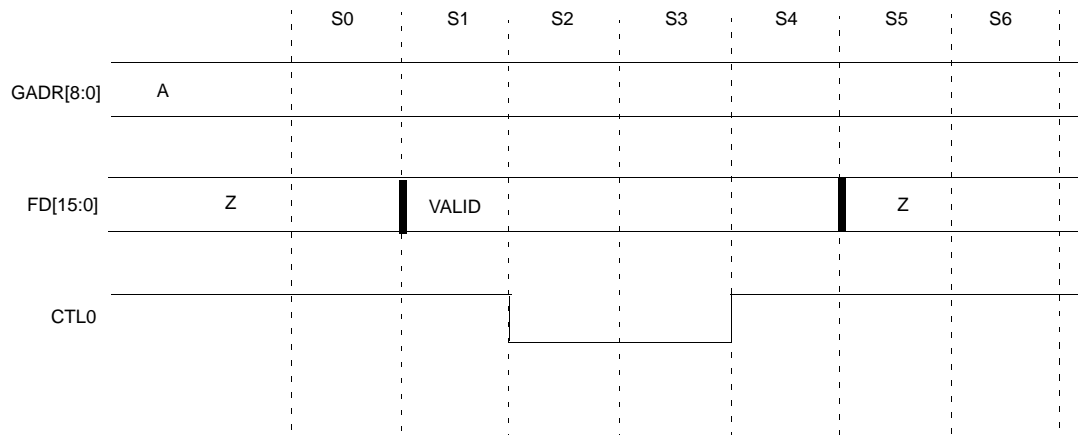 S0 S1 S2 S3 S4 S5 S6
GADR[8:0] A
FD[15:0] Z VALID Z
CTL0